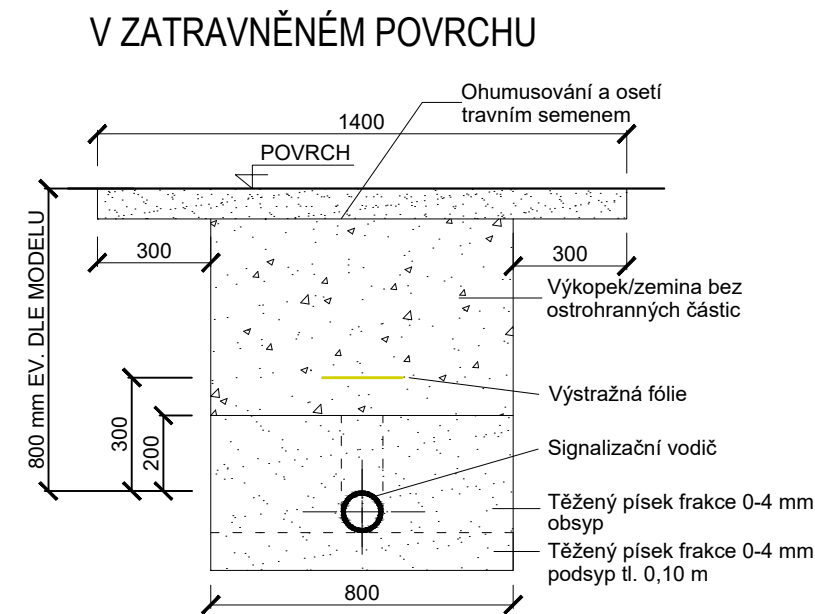 V ZATRAVNĚNÉM POVRCHU
Ohumusování a osetí
travním semenem
1400
POVRCH
300
300
Výkopek/zemina bez
ostrohranných částic
800 mm EV. DLE MODELU
Výstražná fólie
300
200
Signalizační vodič
Těžený písek frakce 0-4 mm
obsyp
Těžený písek frakce 0-4 mm
podsyp tl. 0,10 m
800